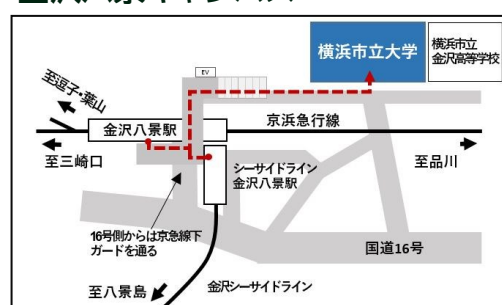 横浜市立大学
横浜市立
金沢高等学校
EV
至逗子・葉山
金沢八景駅
京浜急行線
至三崎口
シーサイドライン
金沢八景駅
至品川
16号側からは京急線下
ガードを通る
国道16号
至八景島
金沢シーサイドライン